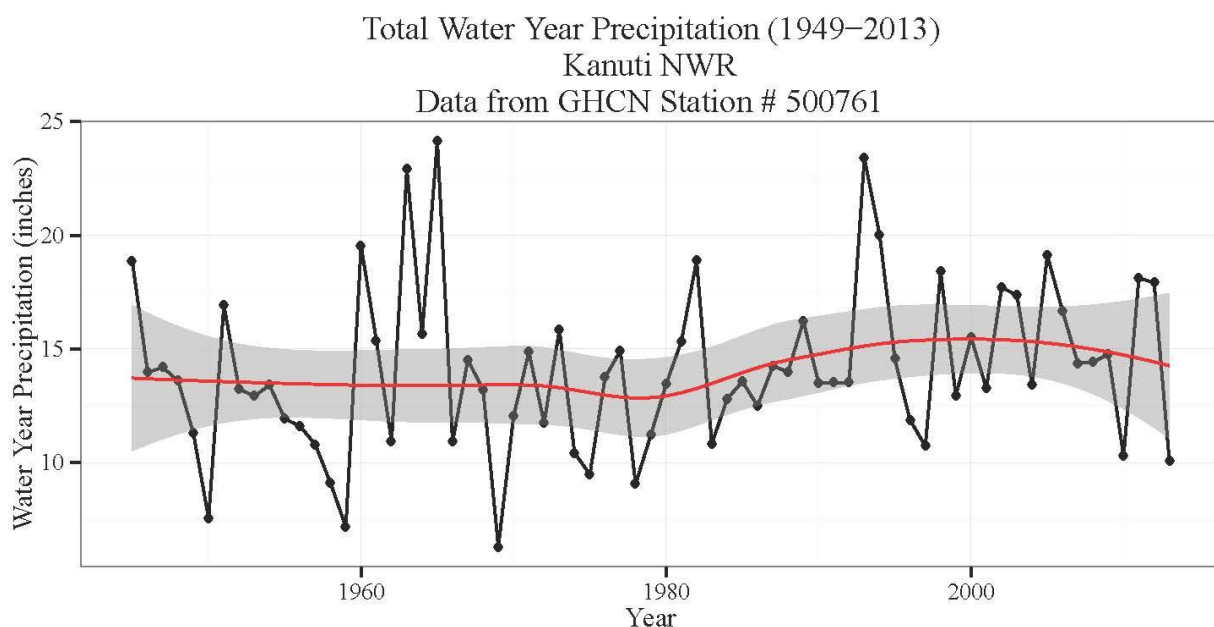 Total Water Year Precipitation (1949−2013)
Kanuti NWR
Data from GHCN Station # 500761
Water Year Precipitation (inches)
25
20
15
10
1960
1980
2000
Year